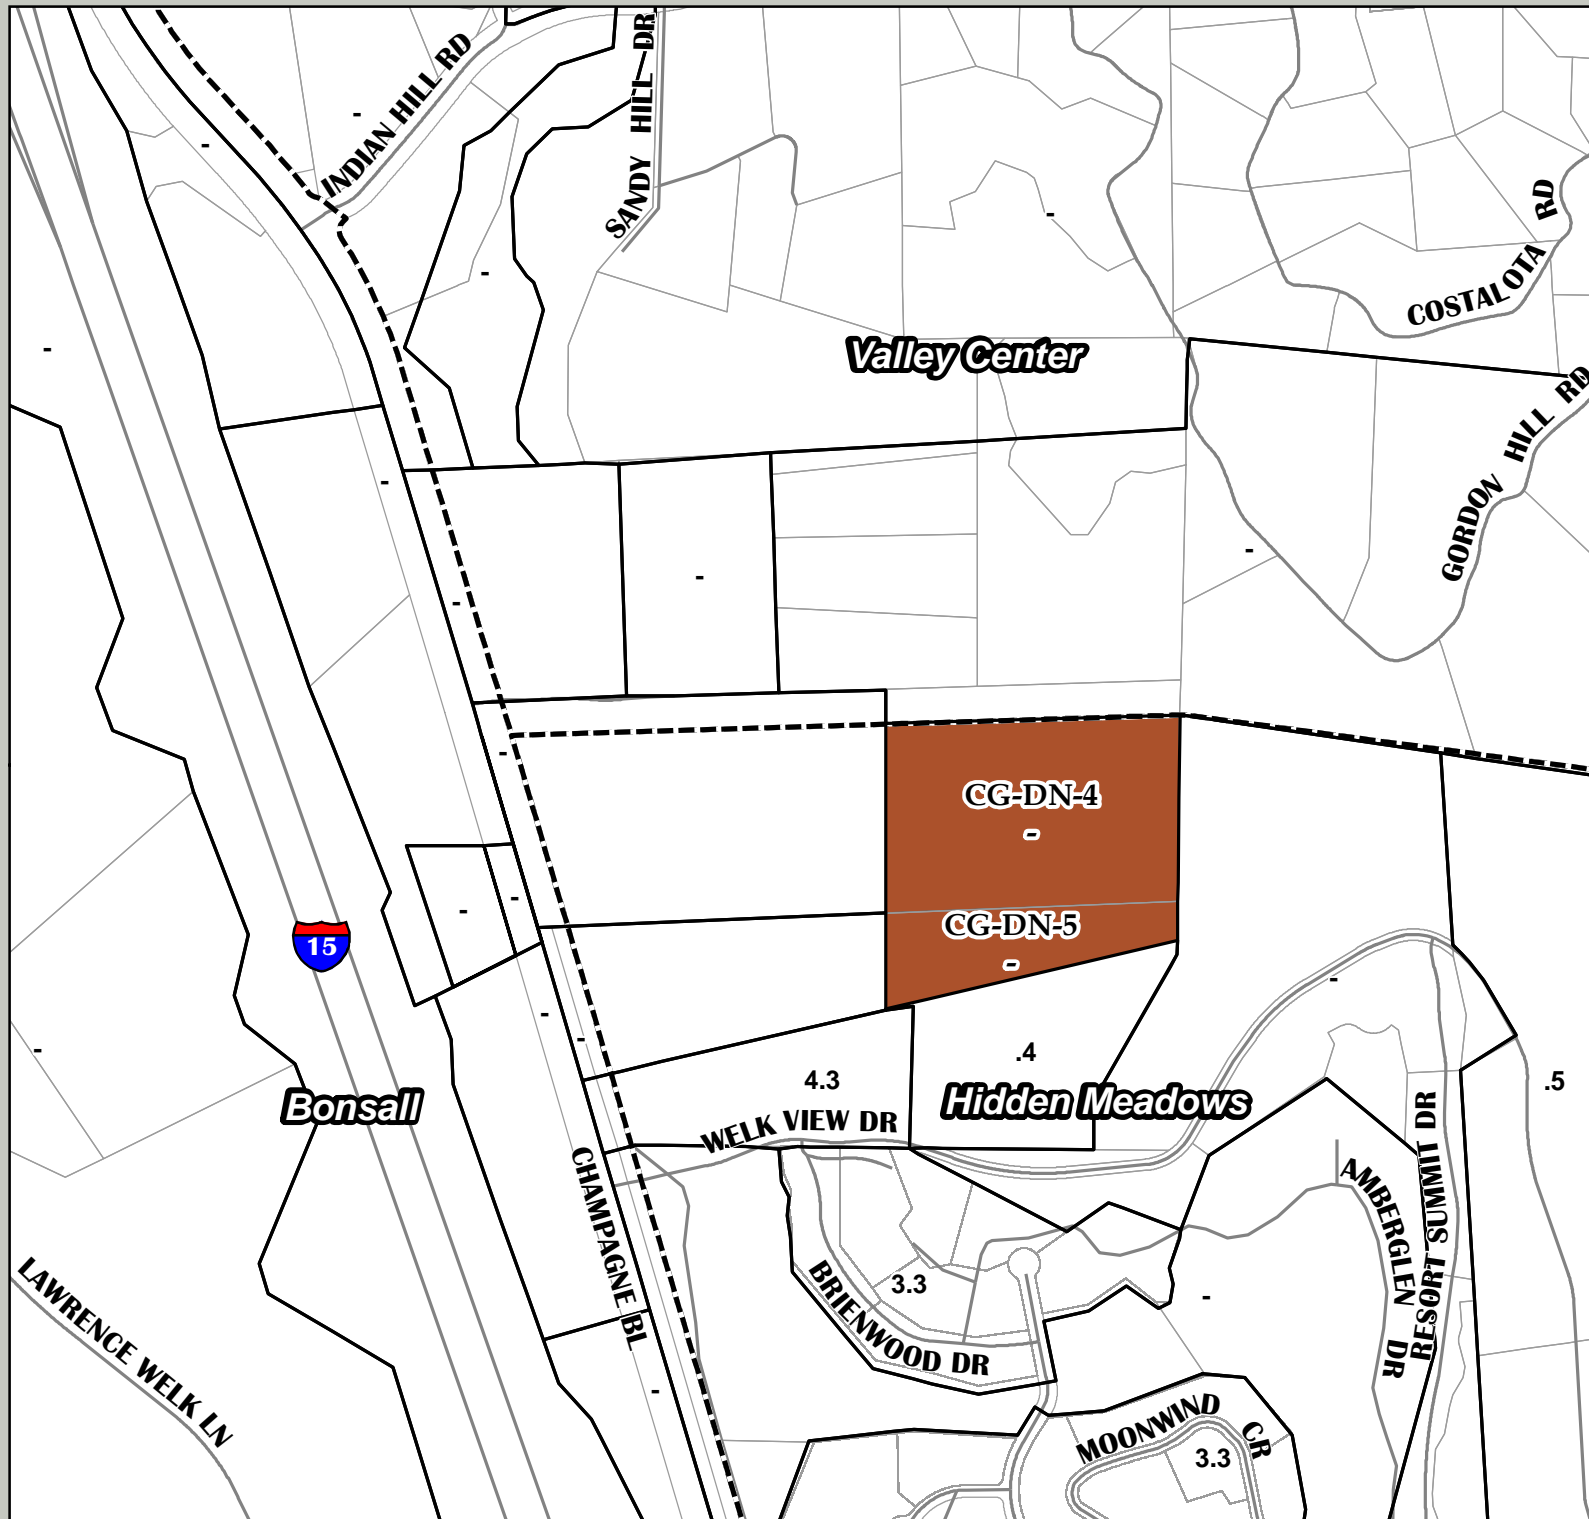 INDIAN HILL RD
SANDY HILL DR
-
-
-
-
COSTALOTA RD
-
Valley Center
GORDON HILL RD
-
-
-
-
-
CG-DN-4
-
-
-
CG-DN-5
-
15
-
-
-
-
.4
4.3
.5
Bonsall
Hidden Meadows
WELK VIEW DR
CHAMPAGNE BL
AMBERGLEN DR
RESORT SUMMIT DR
3.3
-
BRIENWOOD DR
LAWRENCE WELK LN
-
MOONWIND CR
3.3